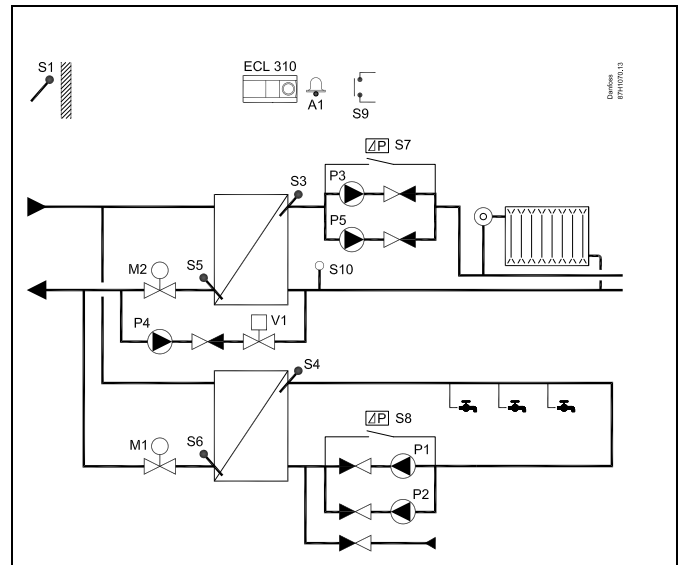 S1
ECL 310
A1
S9
Danfoss
87H1070.13
⊿P S7
P3
S3
P5
M2
S5
S10
P4
V1
S4
⊿P S8
M1
S6
P1
P2